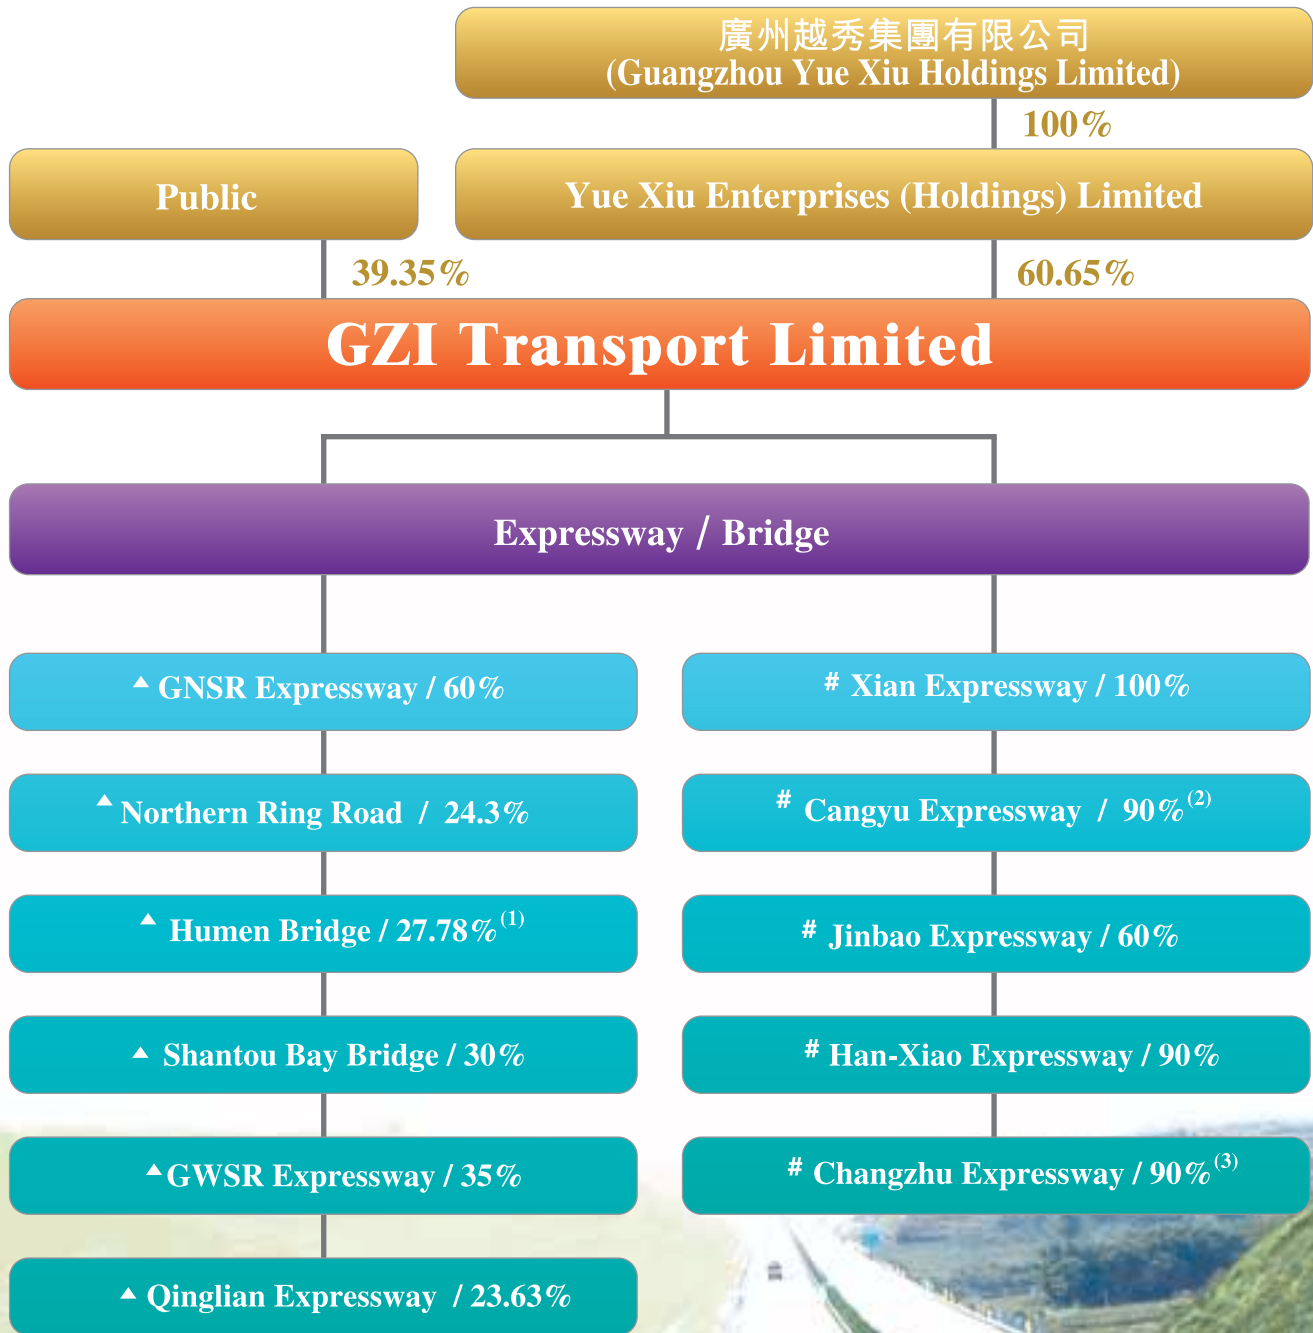 廣州越秀集團有限公司
(Guangzhou Yue Xiu Holdings Limited)
100%
Public
Yue Xiu Enterprises (Holdings) Limited
39.35%
60.65%
GZI Transport Limited
Expressway / Bridge
▲ GNSR Expressway / 60%
# Xian Expressway / 100%
▲ Northern Ring Road / 24.3%
# Cangyu Expressway / 90%(2)
▲ Humen Bridge / 27.78%(1)
# Jinbao Expressway / 60%
▲ Shantou Bay Bridge / 30%
# Han-Xiao Expressway / 90%
▲ GWSR Expressway / 35%
# Changzhu Expressway / 90%(3)
▲ Qinglian Expressway / 23.63%